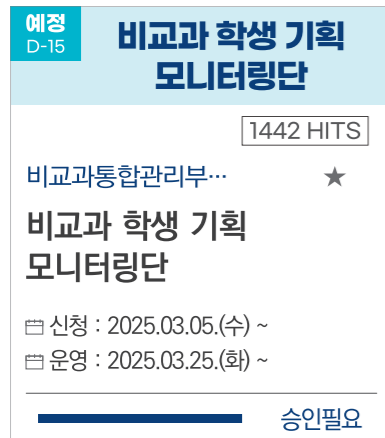 예정
D-15
비교과 학생 기획
모니터링단
1442 HITS
비교과통합관리부…
★
비교과 학생 기획
모니터링단
신청 : 2025.03.05.(수) ~
운영 : 2025.03.25.(화) ~
승인필요